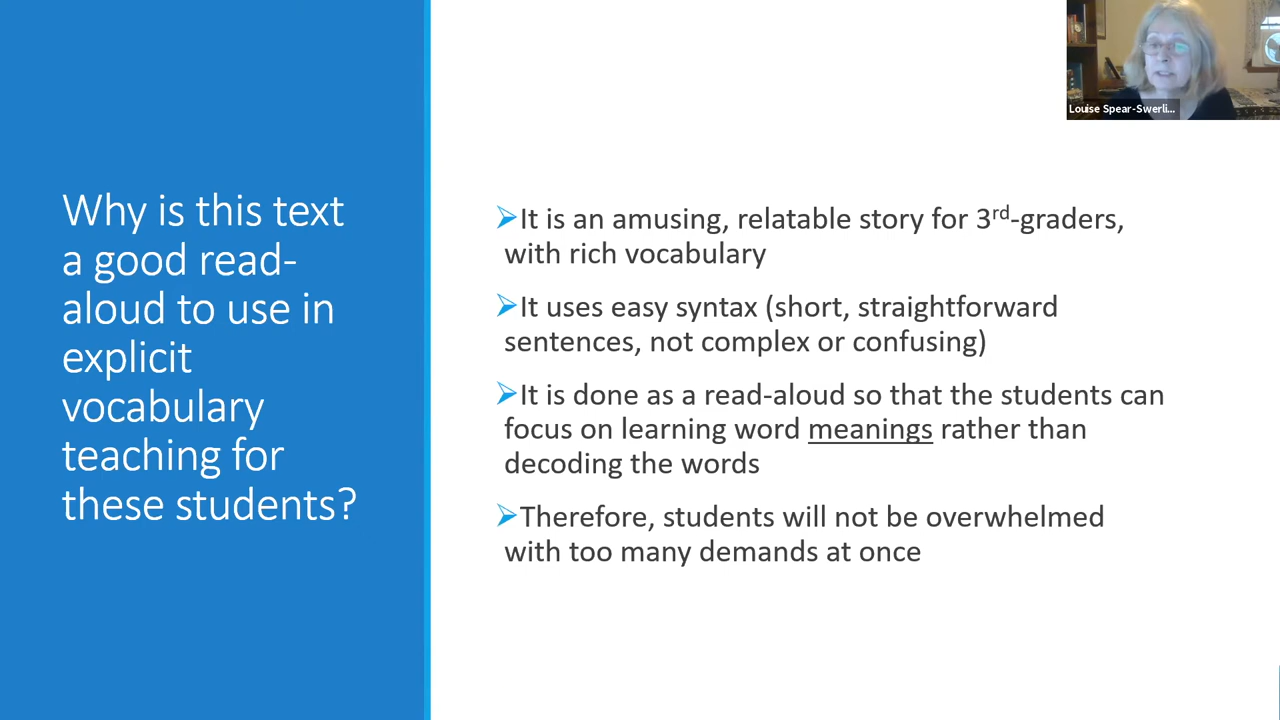 Why is this text
a good read-
aloud to use in
explicit
vocabulary
teaching for
these students?
➢It is an amusing, relatable story for 3rd-graders,
with rich vocabulary
➢It uses easy syntax (short, straightforward
sentences, not complex or confusing)
➢It is done as a read-aloud so that the students can
focus on learning word meanings rather than
decoding the words
➢Therefore, students will not be overwhelmed
with too many demands at once
Louise Spear-Swerli...